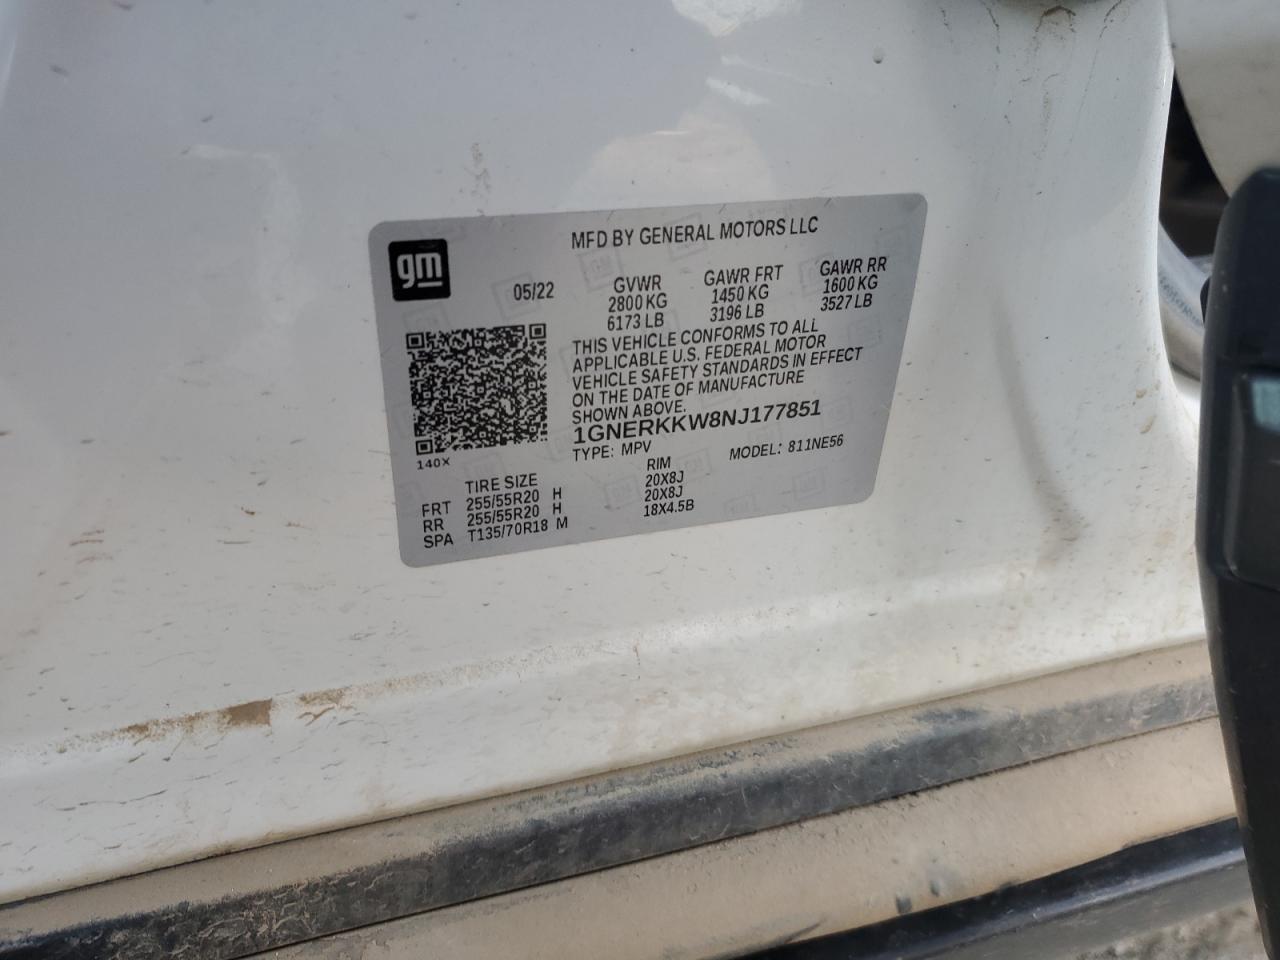 gm
MFD BY GENERAL MOTORS LLC
05/22
GVWR GAWR FRT GAWR RR
2800 KG 1450 KG 1600 KG
6173 LB 3196 LB 3527 LB
THIS VEHICLE CONFORMS TO ALL
APPLICABLE U.S. FEDERAL MOTOR
VEHICLE SAFETY STANDARDS IN EFFECT
ON THE DATE OF MANUFACTURE
SHOWN ABOVE.
1GNERKKW8NJ177851
TYPE: MPV MODEL: 811NE56
140X
TIRE SIZE RIM
FRT 255/55R20 H 20X8J
RR 255/55R20 H 20X8J
SPA T135/70R18 M 18X4.5B